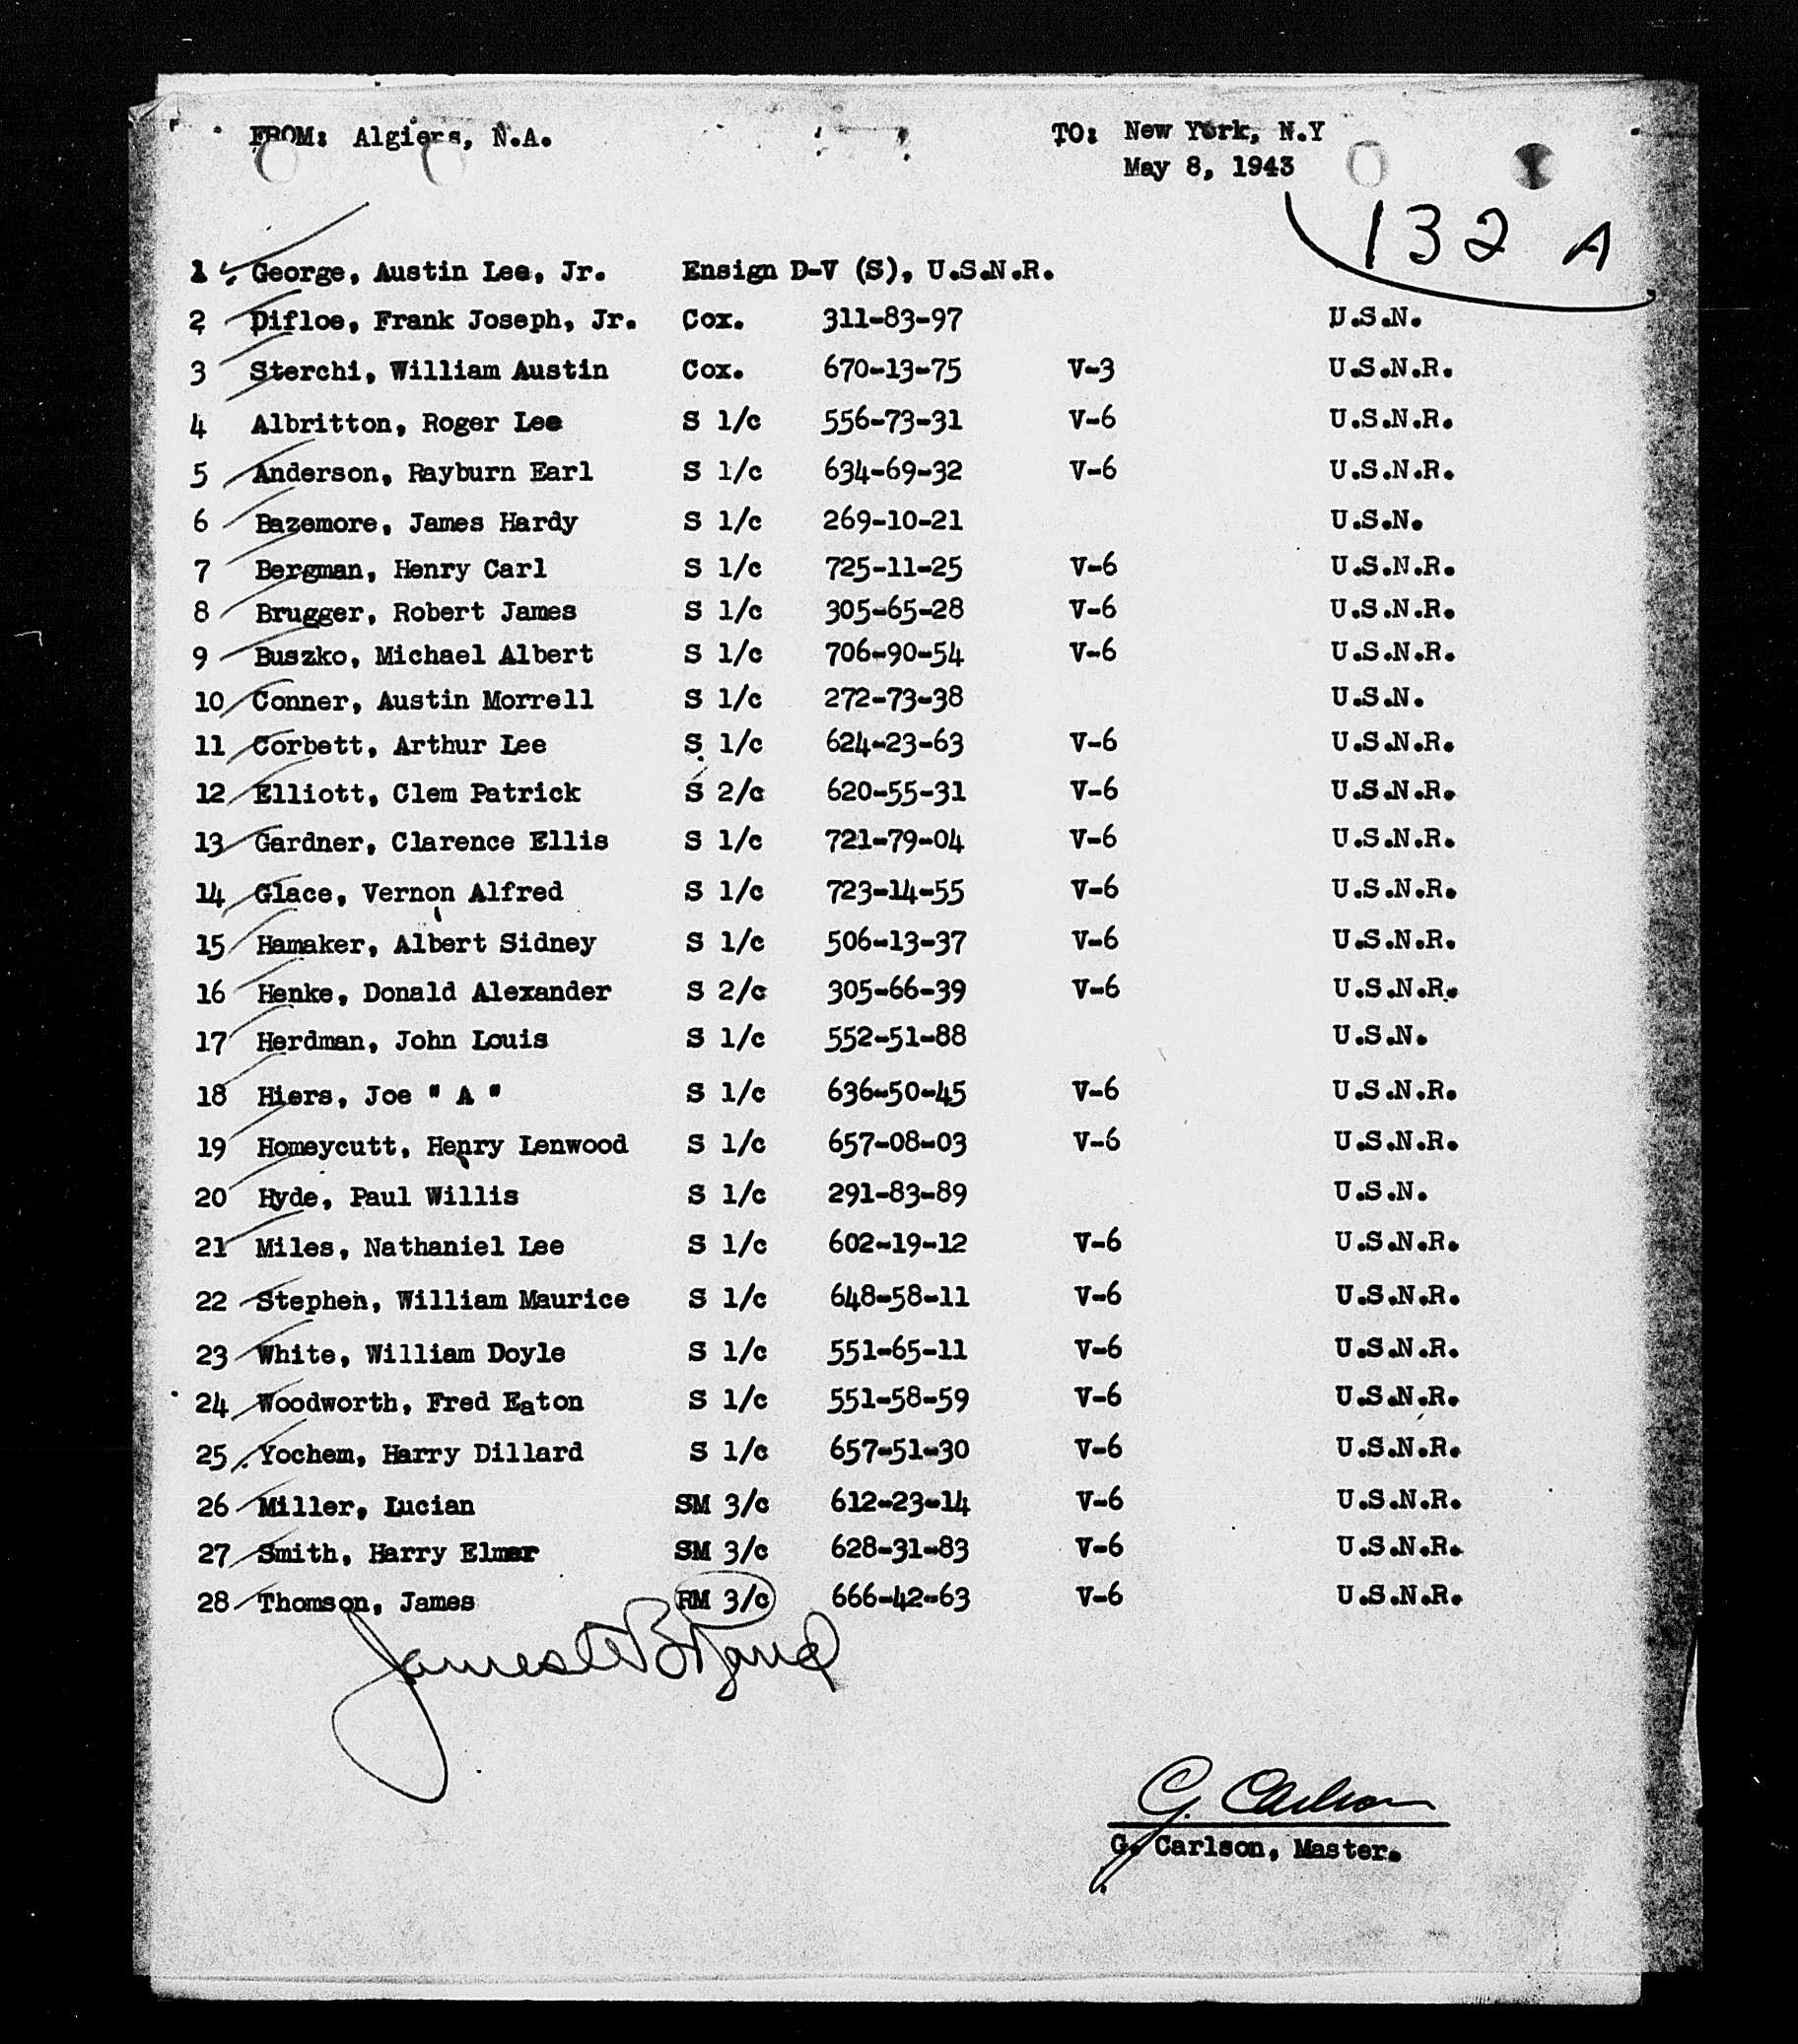 FROM: Algiers, N.A. TO: New York, N.Y
May 8, 1943
132 A
1 George, Austin Lee, Jr. Ensign D-V (S), U.S.N.R.
2 Difloe, Frank Joseph, Jr. Cox. 311-83-97 U.S.N.
3 Sterchi, William Austin Cox. 670-13-75 V-3 U.S.N.R.
4 Albritton, Roger Lee S 1/c 556-73-31 V-6 U.S.N.R.
5 Anderson, Rayburn Earl S 1/c 634-69-32 V-6 U.S.N.R.
6 Bazemore, James Hardy S 1/c 269-10-21 U.S.N.
7 Bergman, Henry Carl S 1/c 725-11-25 V-6 U.S.N.R.
8 Brugger, Robert James S 1/c 305-65-28 V-6 U.S.N.R.
9 Buszko, Michael Albert S 1/c 706-90-54 V-6 U.S.N.R.
10 Conner, Austin Morrell S 1/c 272-73-38 U.S.N.
11 Corbett, Arthur Lee S 1/c 624-23-63 V-6 U.S.N.R.
12 Elliott, Clem Patrick S 2/c 620-55-31 V-6 U.S.N.R.
13 Gardner, Clarence Ellis S 1/c 721-79-04 V-6 U.S.N.R.
14 Glace, Vernon Alfred S 1/c 723-14-55 V-6 U.S.N.R.
15 Hamaker, Albert Sidney S 1/c 506-13-37 V-6 U.S.N.R.
16 Henke, Donald Alexander S 2/c 305-66-39 V-6 U.S.N.R.
17 Herdman, John Louis S 1/c 552-51-88 U.S.N.
18 Hiers, Joe " A " S 1/c 636-50-45 V-6 U.S.N.R.
19 Homeycutt, Henry Lenwood S 1/c 657-08-03 V-6 U.S.N.R.
20 Hyde, Paul Willis S 1/c 291-83-89 U.S.N.
21 Miles, Nathaniel Lee S 1/c 602-19-12 V-6 U.S.N.R.
22 Stephen, William Maurice S 1/c 648-58-11 V-6 U.S.N.R.
23 White, William Doyle S 1/c 551-65-11 V-6 U.S.N.R.
24 Woodworth, Fred Eaton S 1/c 551-58-59 V-6 U.S.N.R.
25 Yochem, Harry Dillard S 1/c 657-51-30 V-6 U.S.N.R.
26 Miller, Lucian SM 3/c 612-23-14 V-6 U.S.N.R.
27 Smith, Harry Elmer SM 3/c 628-31-83 V-6 U.S.N.R.
28 Thomson, James RM 3/c 666-42-63 V-6 U.S.N.R.
James
G. Carlson
G. Carlson, Master.